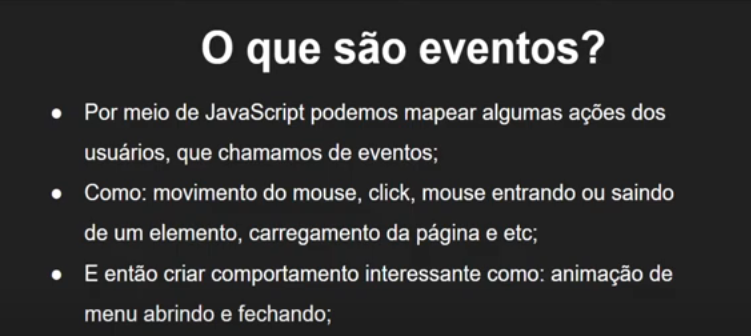 O que são eventos?
● Por meio de JavaScript podemos mapear algumas ações dos
usuários, que chamamos de eventos;
● Como: movimento do mouse, click, mouse entrando ou saindo
de um elemento, carregamento da página e etc;
● E então criar comportamento interessante como: animação de
menu abrindo e fechando;